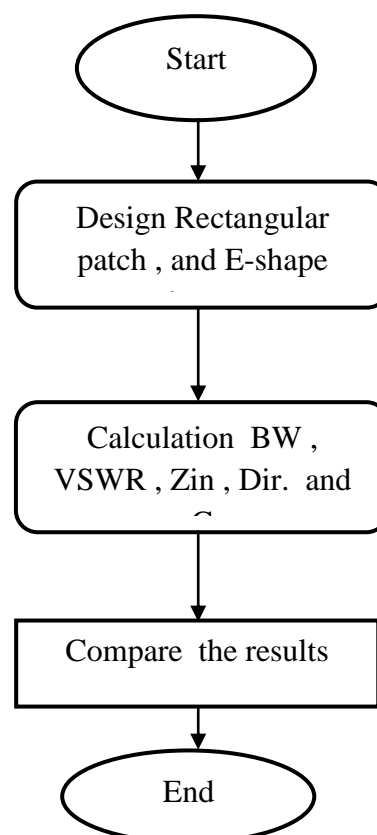 Start
Design Rectangular
patch , and E-shape
Calculation BW ,
VSWR , Zin , Dir. and
Compare the results
End